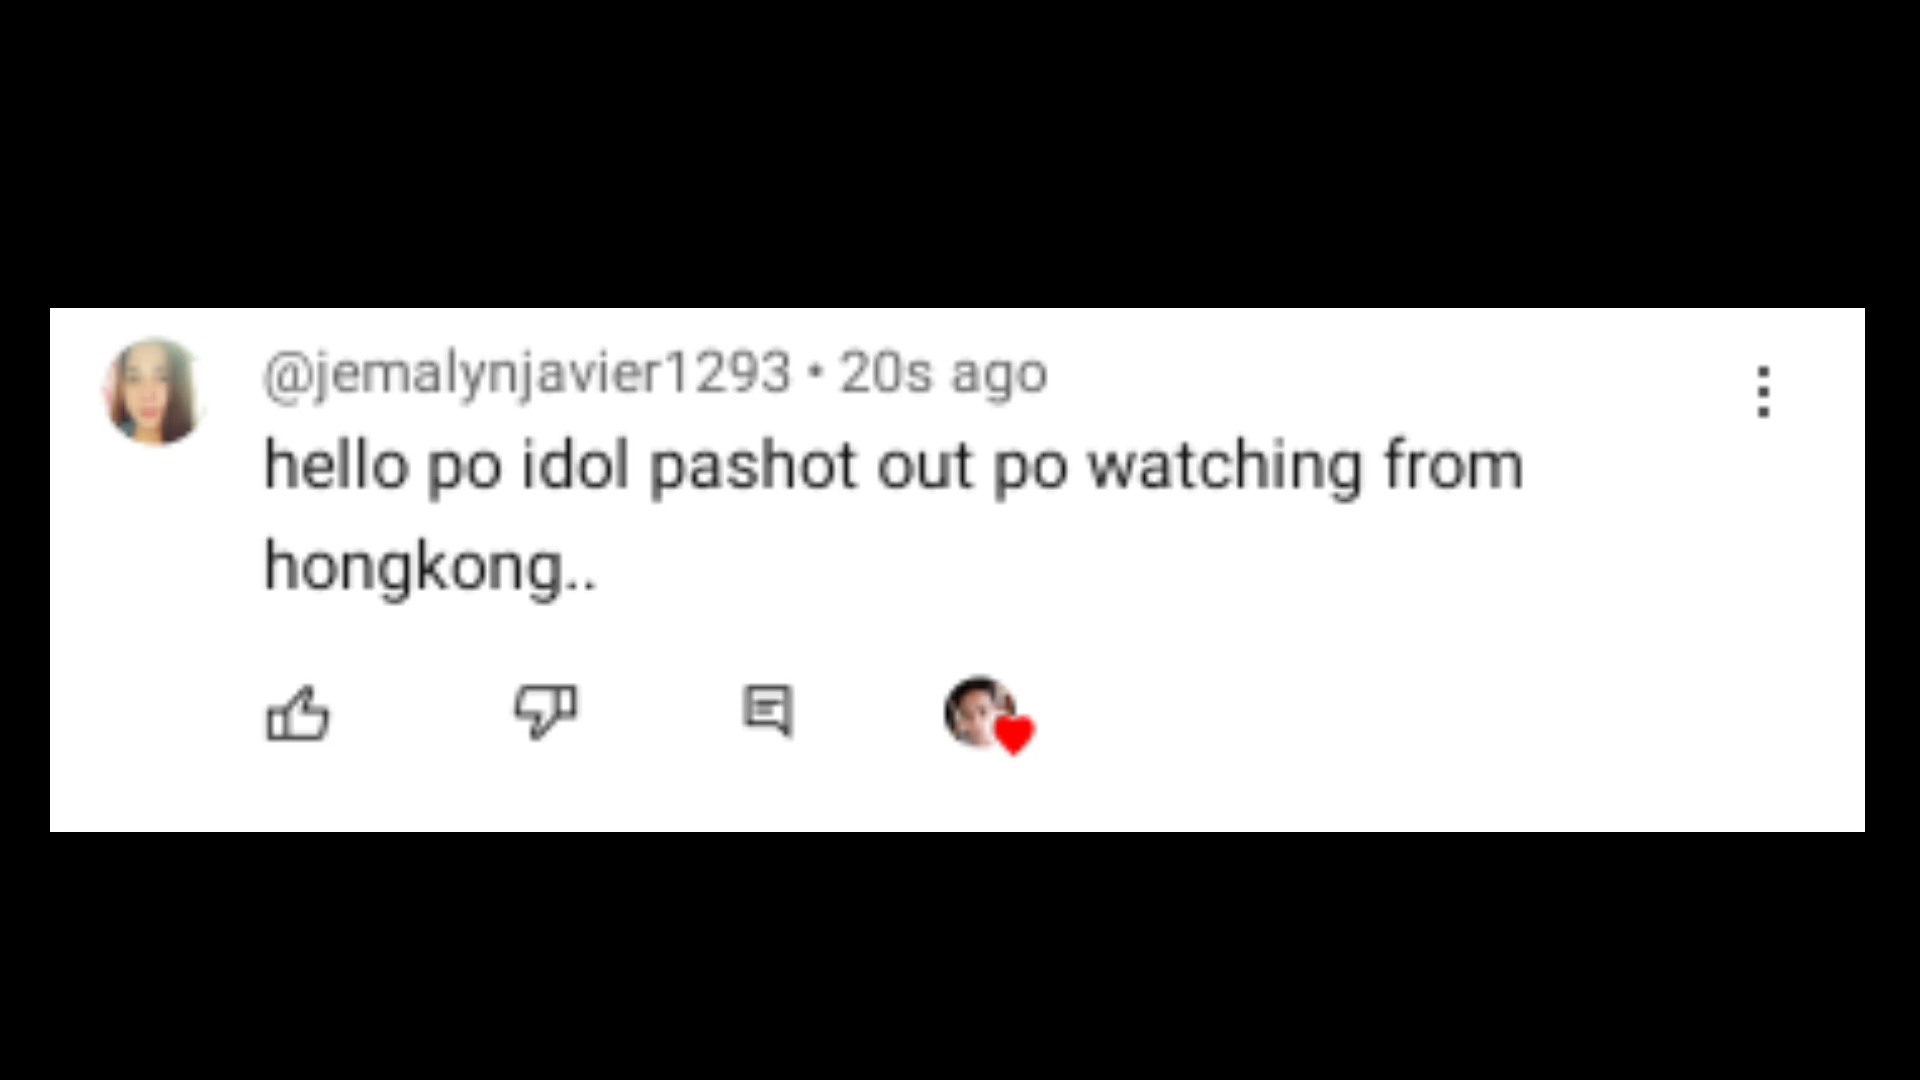 @jemalynjavier1293 • 20s ago
hello po idol pashot out po watching from
hongkong..